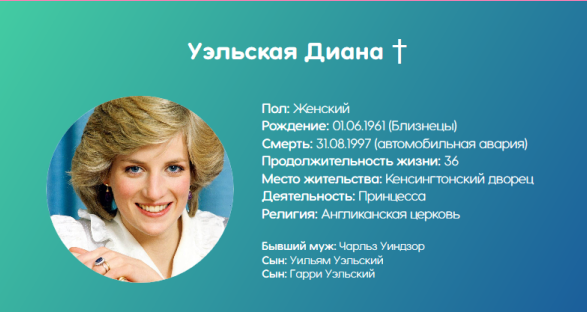 Уэльская Диана †
Пол: Женский
Рождение: 01.06.1961 (Близнецы)
Смерть: 31.08.1997 (автомобильная авария)
Продолжительность жизни: 36
Место жительства: Кенсингтонский дворец
Деятельность: Принцесса
Религия: Англиканская церковь
Бывший муж: Чарльз Уиндзор
Сын: Уильям Уэльский
Сын: Гарри Уэльский